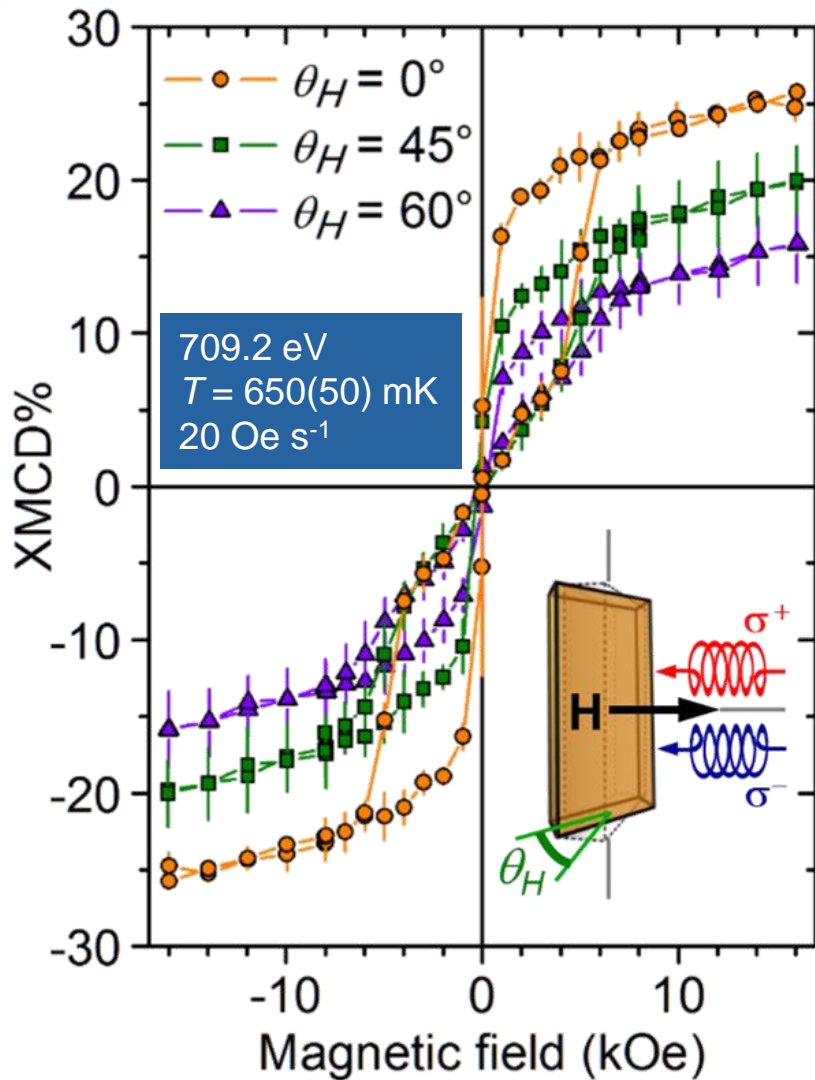 30
20
10
0
-10
-20
-30
XMCD%
θH = 0°
θH = 45°
θH = 60°
709.2 eV
T = 650(50) mK
20 Oe s-1
σ+
H
σ−
θH
-10 0 10
Magnetic field (kOe)